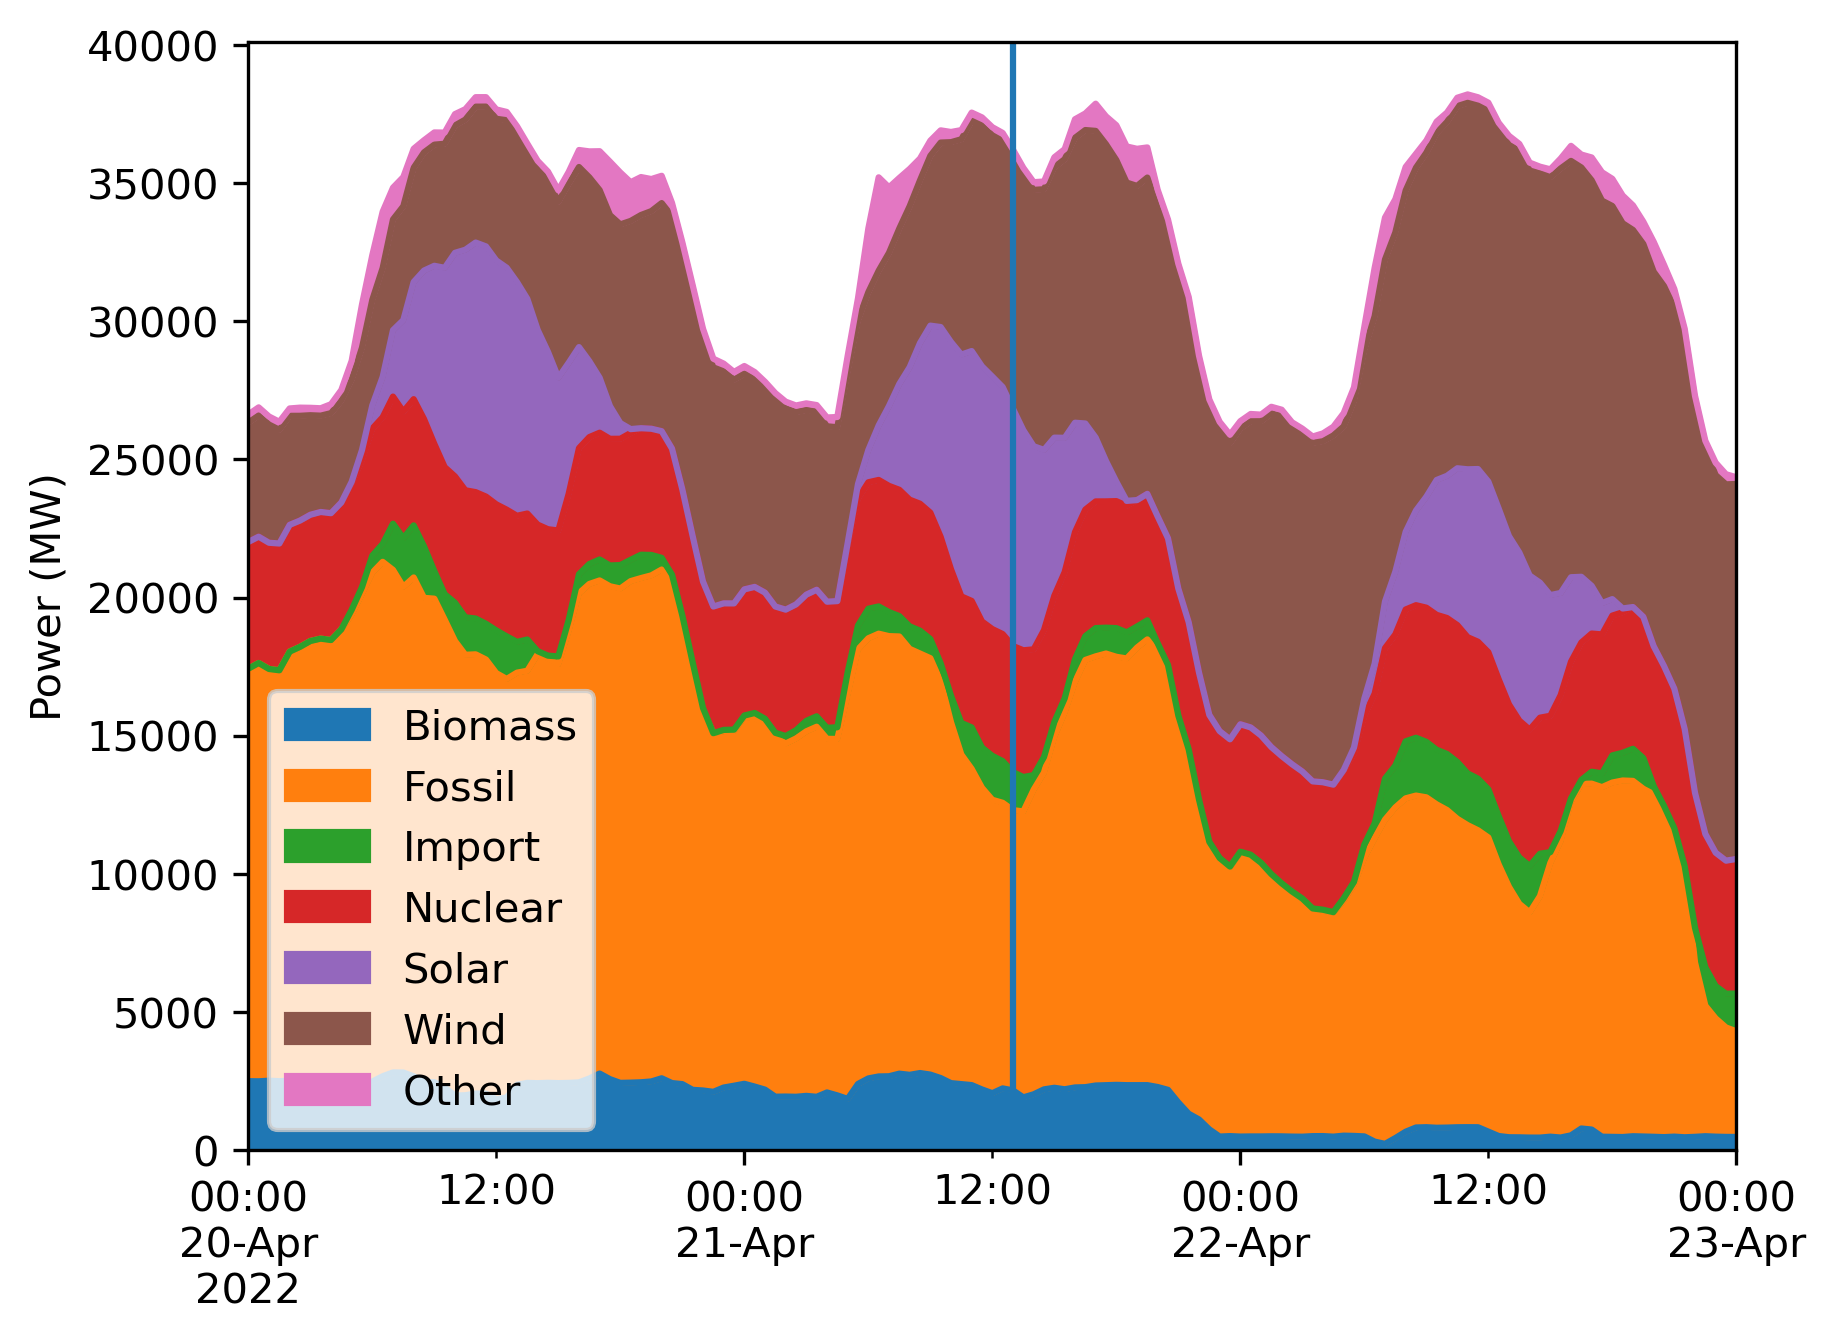 40000
35000
30000
25000
20000
15000
10000
5000
0
Power (MW)
Biomass
Fossil
Import
Nuclear
Solar
Wind
Other
00:00 12:00 00:00 12:00 00:00 12:00 00:00
20-Apr 21-Apr 22-Apr 23-Apr
2022